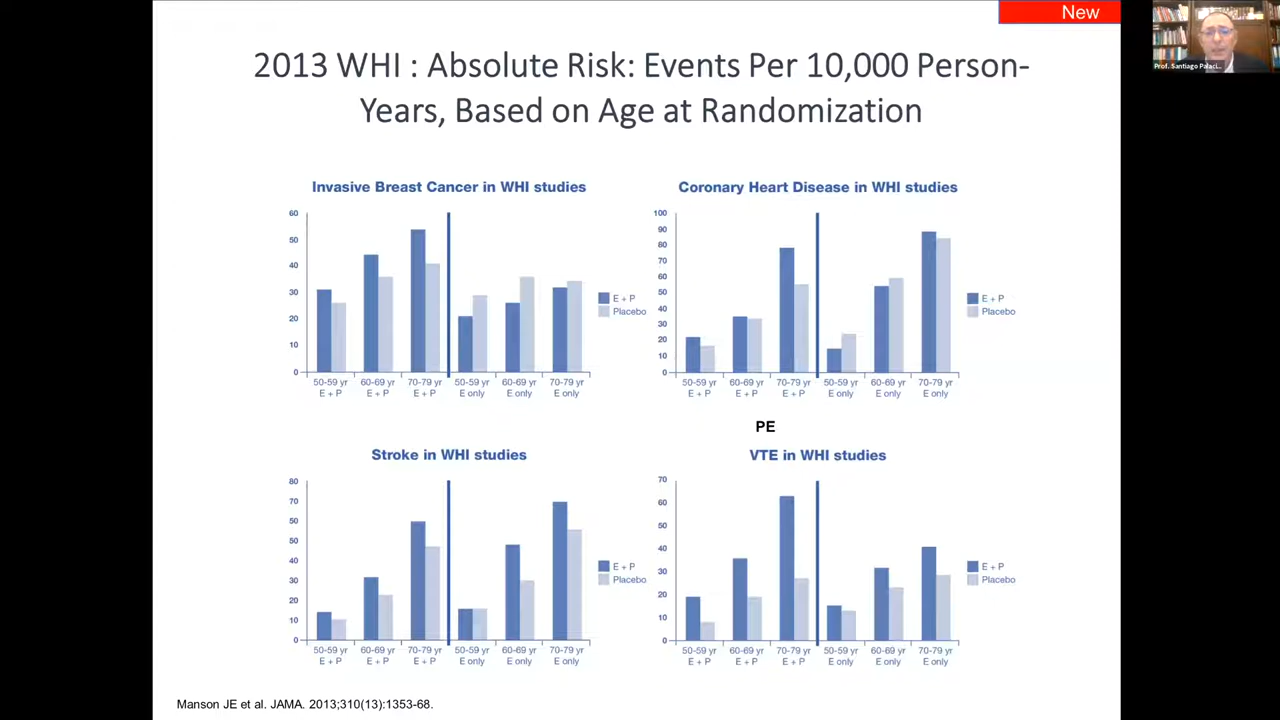 New
Prof. Santiago Palaci...
2013 WHI : Absolute Risk: Events Per 10,000 Person-
Years, Based on Age at Randomization
Invasive Breast Cancer in WHI studies
60
50
40
30
20
10
0
50-59 yr 60-69 yr 70-79 yr 50-59 yr 60-69 yr 70-79 yr
E + P E + P E + P E only E only E only
E + P
Placebo
Coronary Heart Disease in WHI studies
100
90
80
70
60
50
40
30
20
10
0
50-59 yr 60-69 yr 70-79 yr 50-59 yr 60-69 yr 70-79 yr
E + P E + P E + P E only E only E only
E + P
Placebo
Stroke in WHI studies
80
70
50
50
40
30
20
10
0
50-59 yr 60-69 yr 70-79 yr 50-59 yr 60-69 yr 70-79 yr
E + P E + P E + P E only E only E only
E + P
Placebo
PE
VTE in WHI studies
70
50
50
40
30
20
10
0
50-59 yr 60-69 yr 70-79 yr 50-59 yr 60-69 yr 70-79 yr
E + P E + P E + P E only E only E only
E + P
Placebo
Manson JE et al. JAMA. 2013;310(13):1353-68.